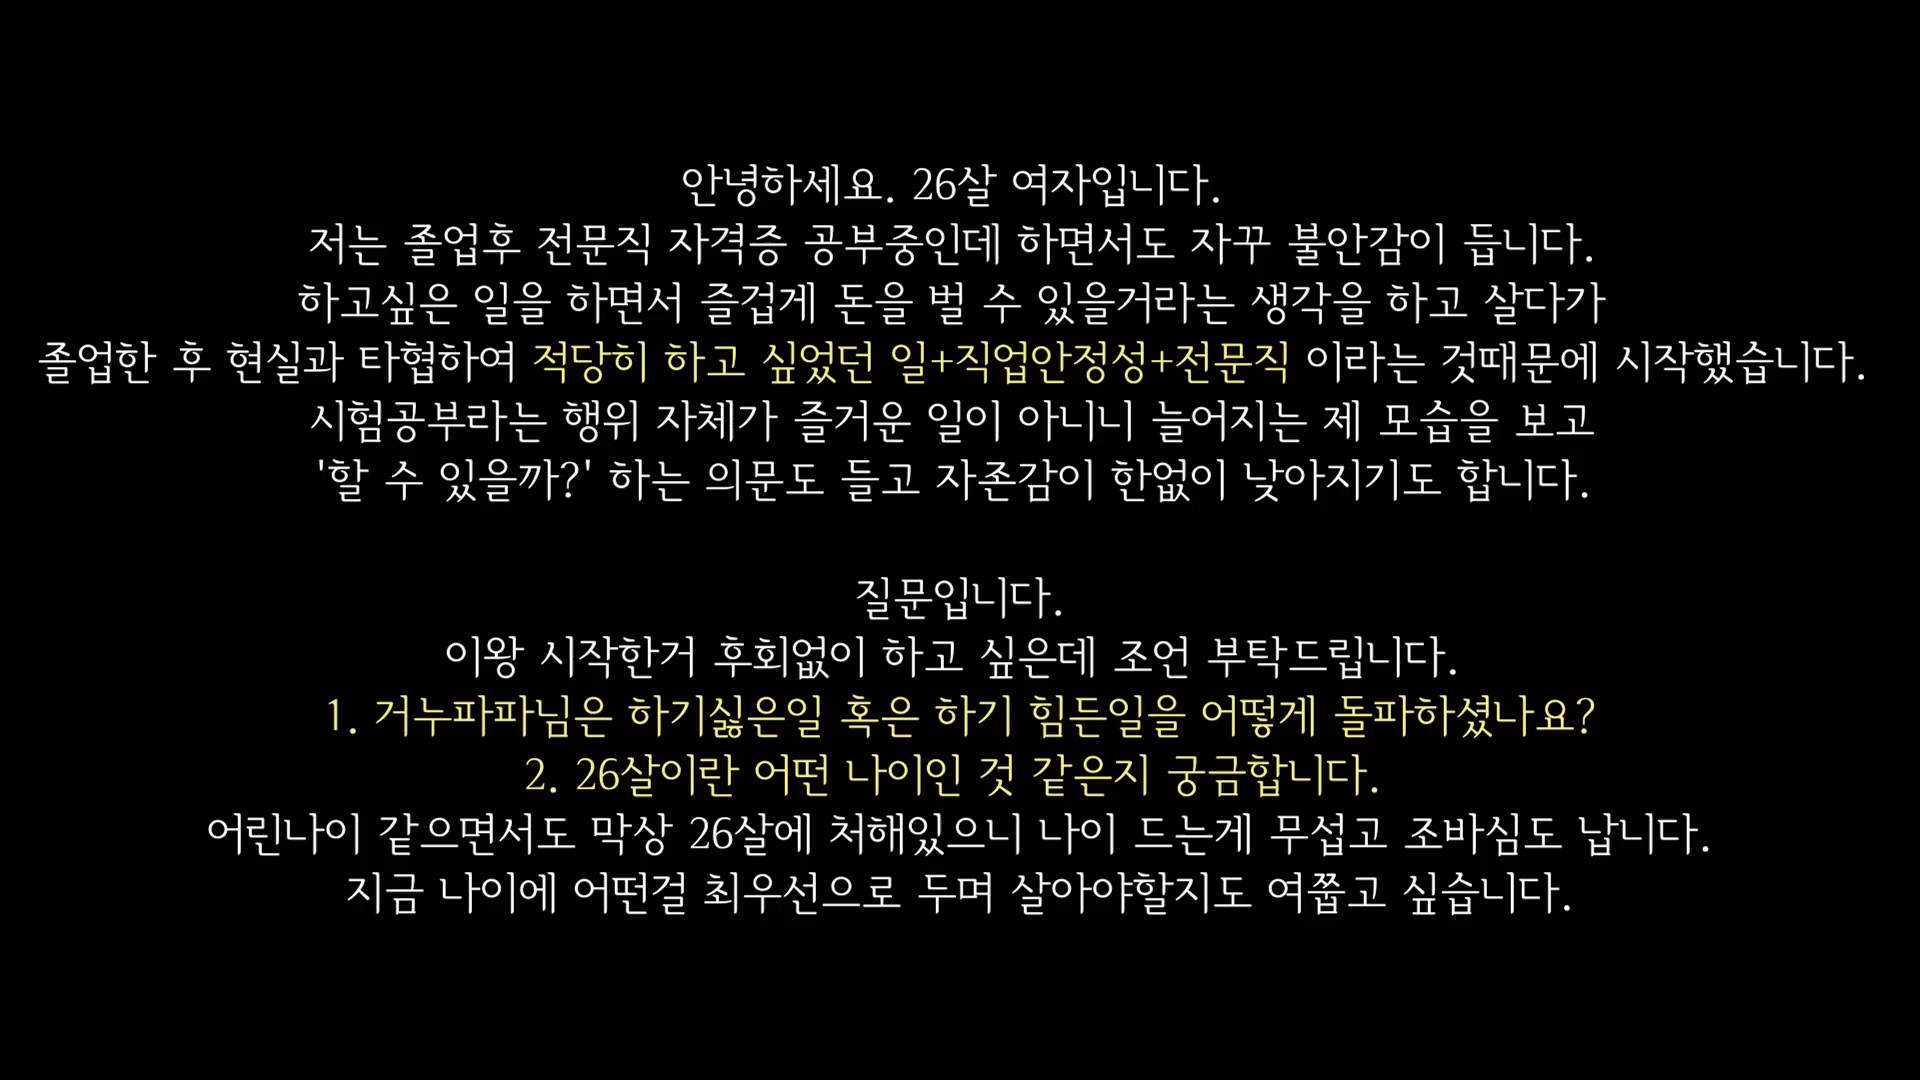 안녕하세요. 26살 여자입니다.
저는 졸업후 전문직 자격증 공부중인데 하면서도 자꾸 불안감이 듭니다.
하고싶은 일을 하면서 즐겁게 돈을 벌 수 있을거라는 생각을 하고 살다가
졸업한 후 현실과 타협하여 적당히 하고 싶었던 일+직업안정성+전문직 이라는 것때문에 시작했습니다.
시험공부라는 행위 자체가 즐거운 일이 아니니 늘어지는 제 모습을 보고
'할 수 있을까?' 하는 의문도 들고 자존감이 한없이 낮아지기도 합니다.
질문입니다.
이왕 시작한거 후회없이 하고 싶은데 조언 부탁드립니다.
1. 거누파파님은 하기싫은일 혹은 하기 힘든일을 어떻게 돌파하셨나요?
2. 26살이란 어떤 나이인 것 같은지 궁금합니다.
어린나이 같으면서도 막상 26살에 처해있으니 나이 드는게 무섭고 조바심도 납니다.
지금 나이에 어떤걸 최우선으로 두며 살아야할지도 여쭙고 싶습니다.